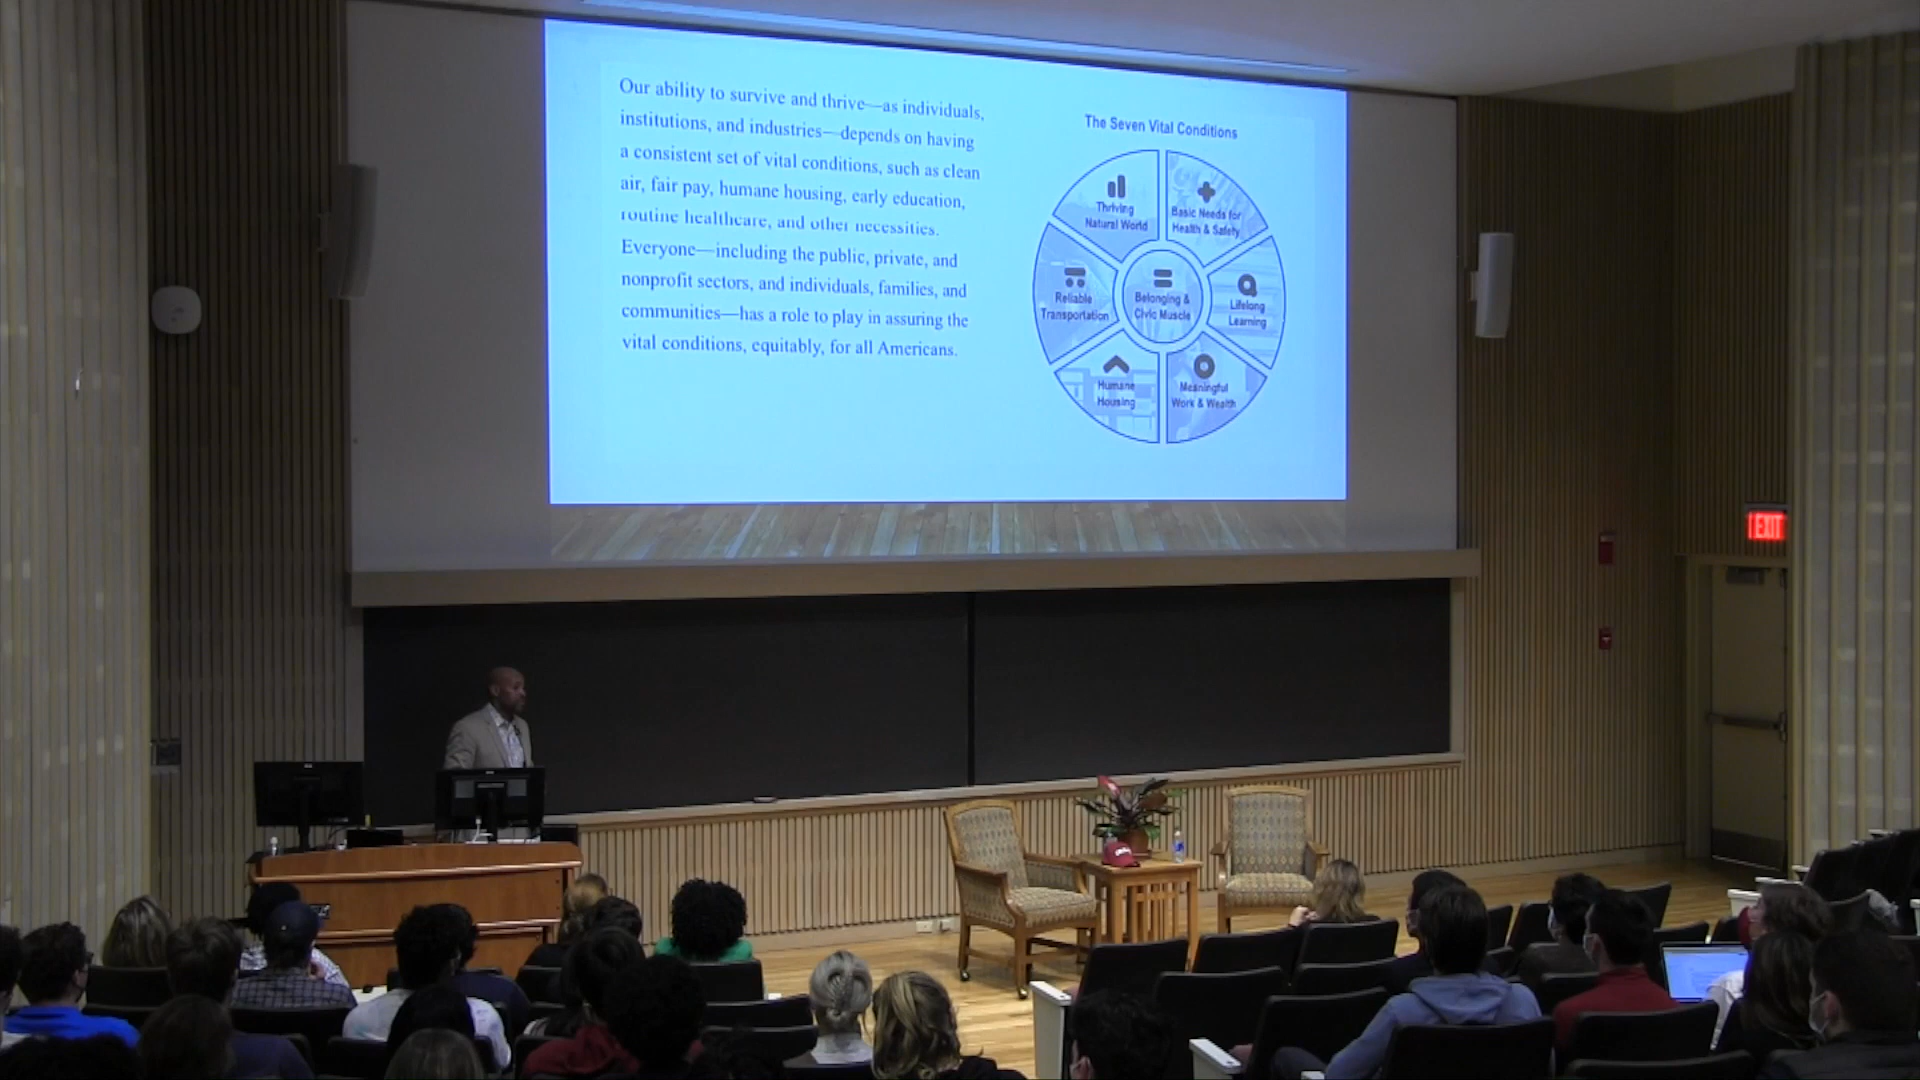 Our ability to survive and thrive—as individuals,
institutions, and industries—depends on having
a consistent set of vital conditions, such as clean
air, fair pay, humane housing, early education,
routine healthcare, and other necessities.
Everyone—including the public, private, and
nonprofit sectors, and individuals, families, and
communities—has a role to play in assuring the
vital conditions, equitably, for all Americans.
The Seven Vital Conditions
Thriving
Natural World
Basic Needs for
Health & Safety
Reliable
Transportation
Belonging &
Civic Muscle
Lifelong
Learning
Humane
Housing
Meaningful
Work & Wealth
EXIT